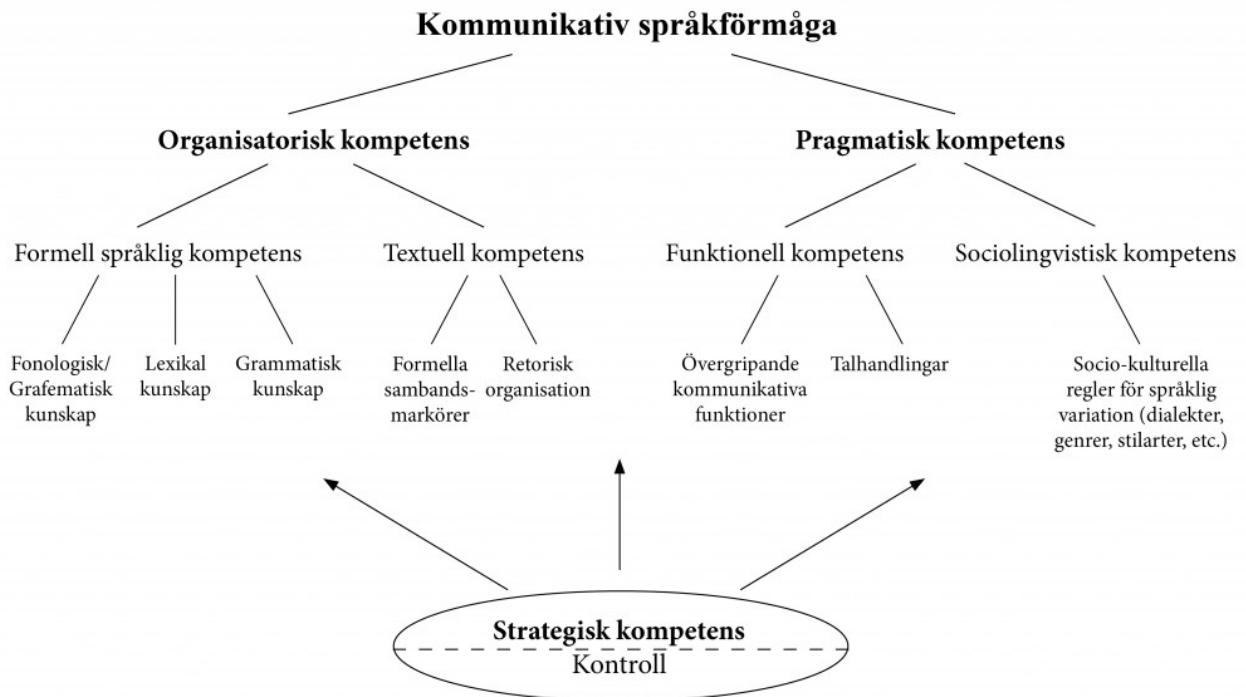 Kommunikativ språkförmåga
Organisatorisk kompetens
Pragmatisk kompetens
Formell språklig kompetens
Textuell kompetens
Funktionell kompetens
Sociolingvistisk kompetens
Fonologisk/
Grafematisk
kunskap
Lexikal
kunskap
Grammatisk
kunskap
Formella
sambands-
markörer
Retorisk
organisation
Övergripande
kommunikativa
funktioner
Talhandlingar
Socio-kulturella
regler för språklig
variation (dialekter,
genrer, stilarter, etc.)
Strategisk kompetens
Kontroll